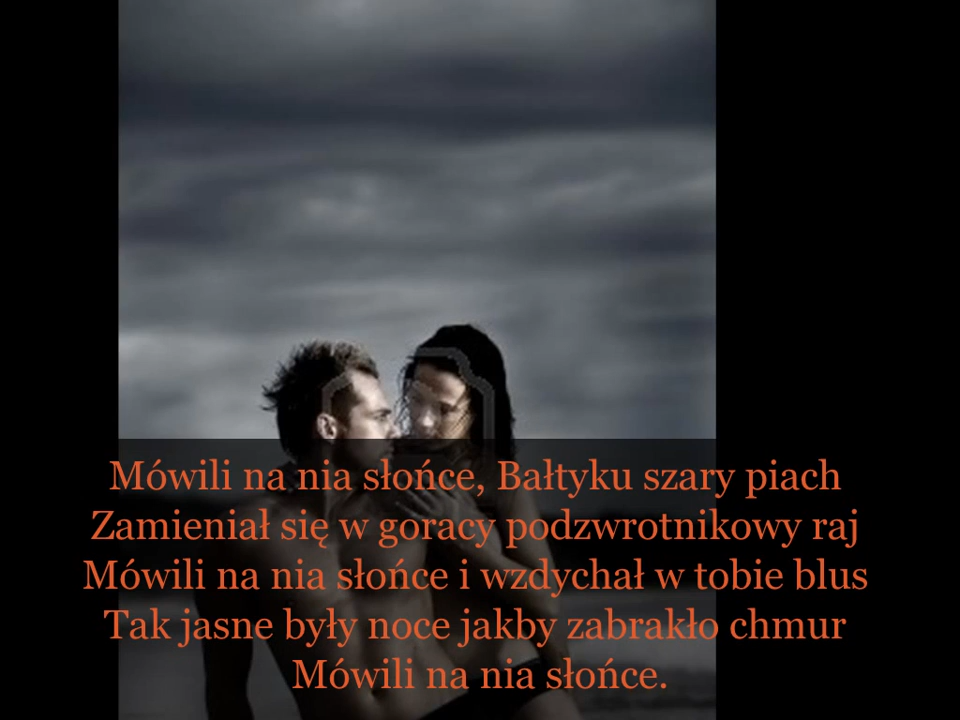 Mówili na nia słońce, Bałtyku szary piach
Zamieniał się w goracy podzwrotnikowy raj
Mówili na nia słońce i wzdychał w tobie blus
Tak jasne były noce jakby zabrakło chmur
Mówili na nia słońce.